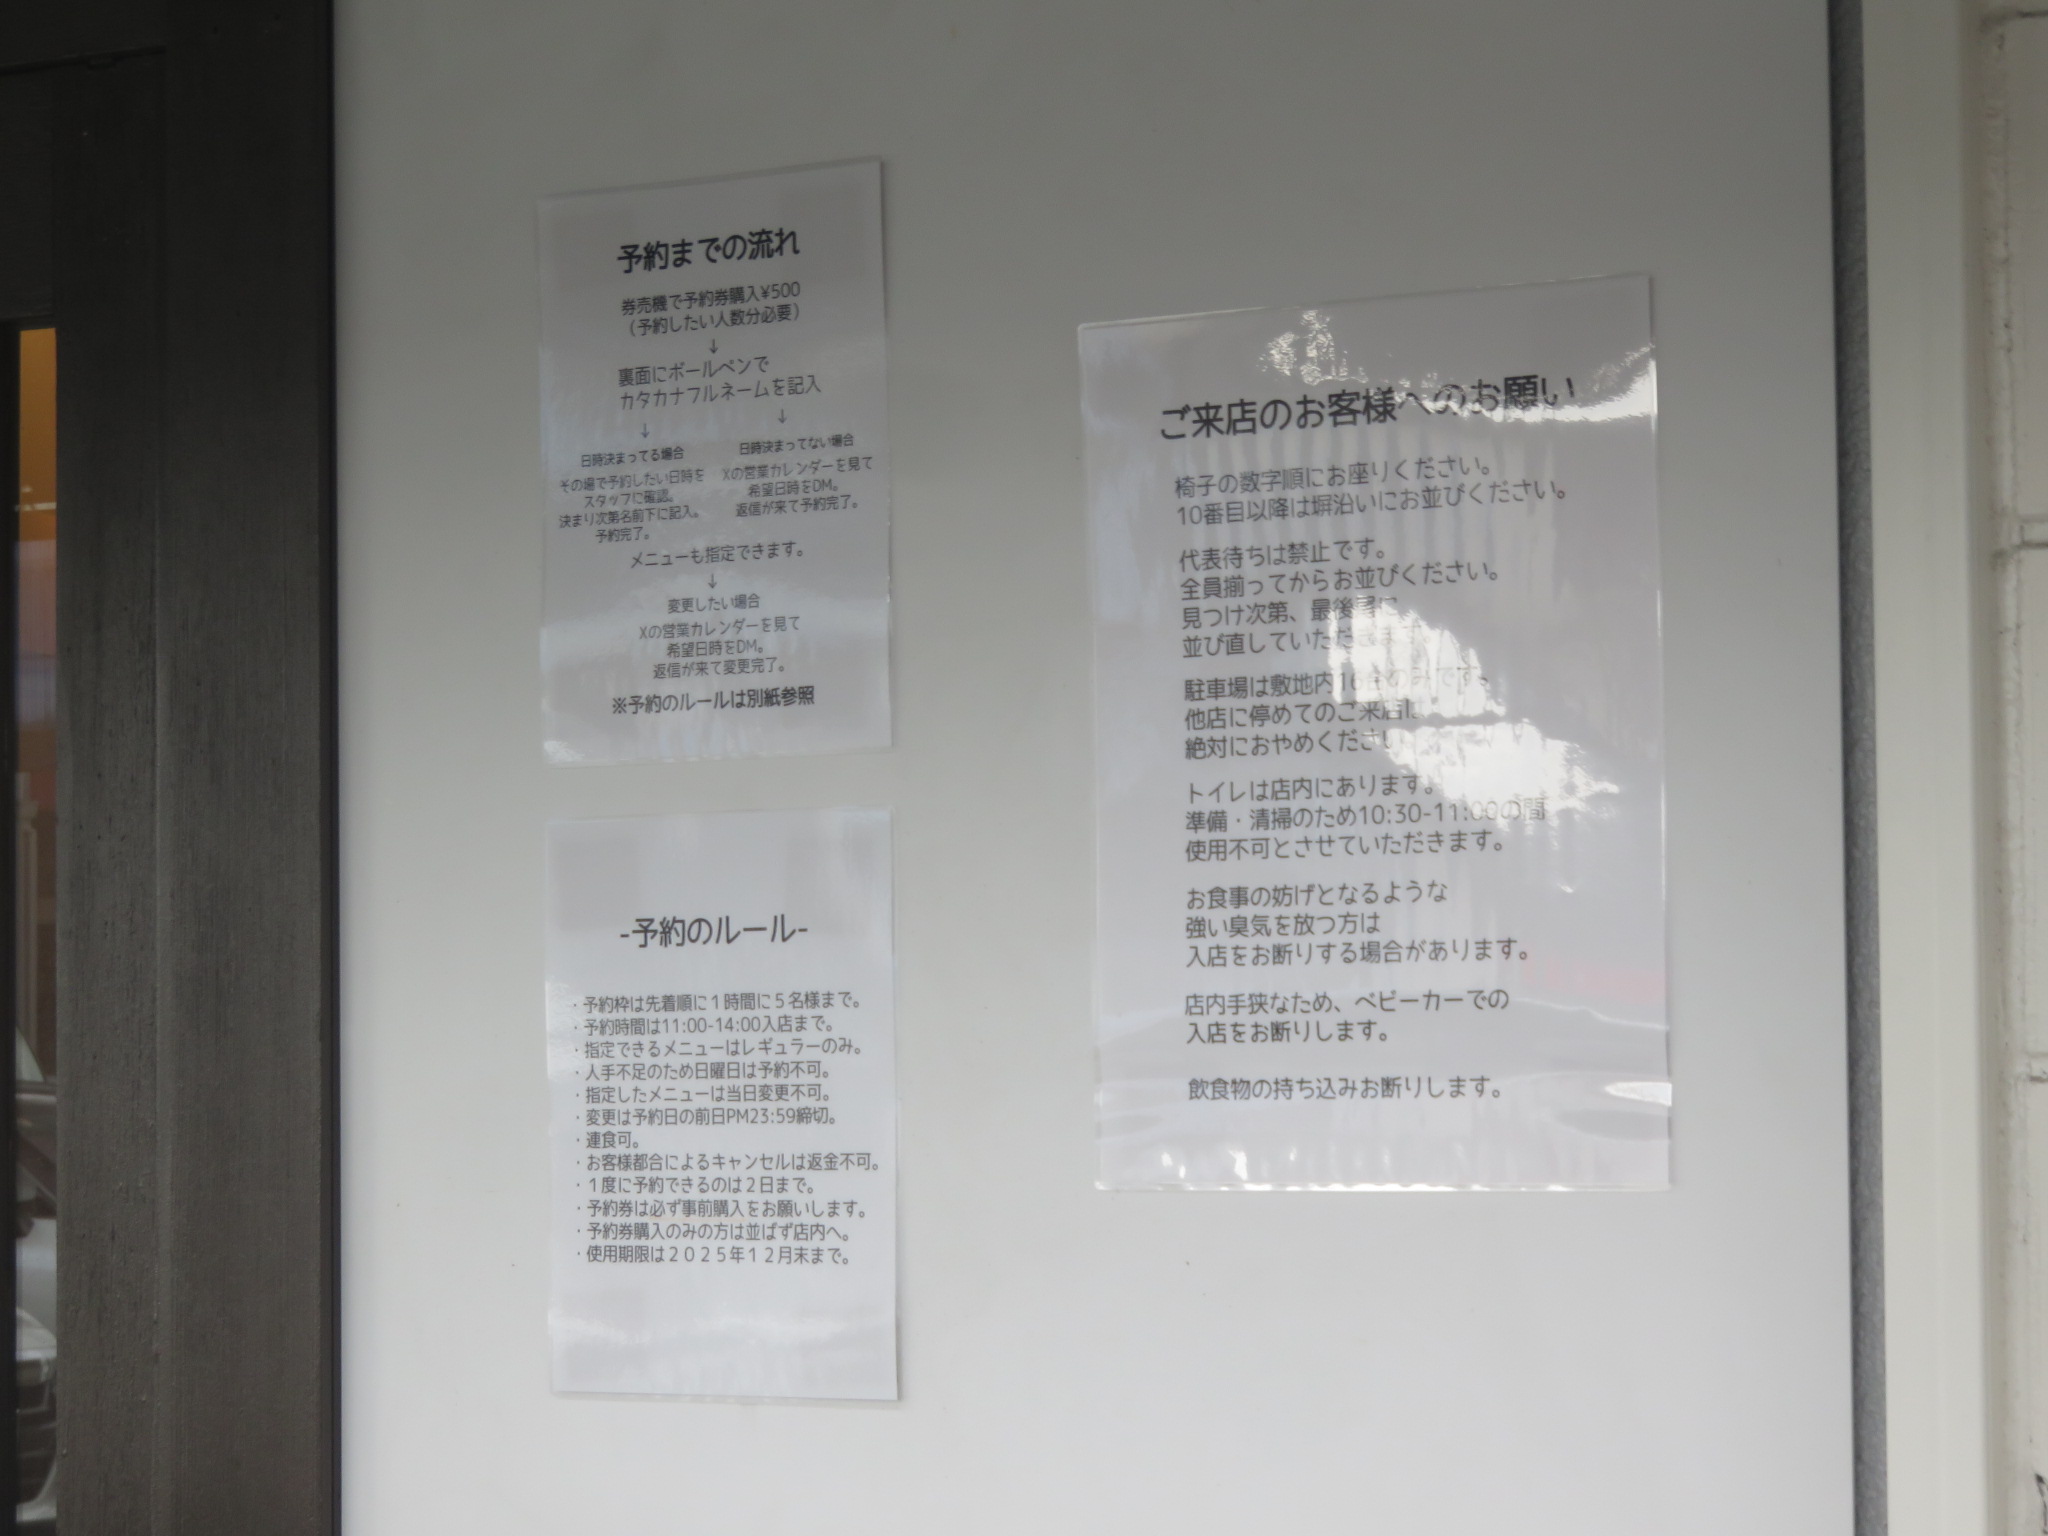 予約までの流れ
券売機で予約券購入¥500
（予約したい人数分必要）
↓
裏面にボールペンで
カタカナフルネームを記入
↓
日時決まってる場合
その場で予約したい日時を
スタッフに確認。
決まり次第名前下に記入。
予約完了。
↓
日時決まってない場合
Xの営業カレンダーを見て
希望日時をDM。
返信が来て予約完了。
メニューも指定できます。
↓
変更したい場合
Xの営業カレンダーを見て
希望日時をDM。
返信が来て変更完了。
※予約のルールは別紙参照
-予約のルール-
・予約枠は先着順に１時間に５名様まで。
・予約時間は11:00-14:00入店まで。
・指定できるメニューはレギュラーのみ。
・人手不足のため日曜日は予約不可。
・指定したメニューは当日変更不可。
・変更は予約日の前日PM23:59締切。
・連食可。
・お客様都合によるキャンセルは返金不可。
・１度に予約できるのは２日まで。
・予約券は必ず事前購入をお願いします。
・予約券購入のみの方は並ばず店内へ。
・使用期限は２０２５年１２月末まで。
ご来店のお客様へのお願い
椅子の数字順にお座りください。
10番目以降は塀沿いにお並びください。
代表待ちは禁止です。
全員揃ってからお並びください。
見つけ次第、最後尾に
並び直していただきます。
駐車場は敷地内16台のみです。
他店に停めてのご来店は
絶対におやめください
トイレは店内にあります。
準備・清掃のため10:30-11:00の間
使用不可とさせていただきます。
お食事の妨げとなるような
強い臭気を放つ方は
入店をお断りする場合があります。
店内手狭なため、ベビーカーでの
入店をお断りします。
飲食物の持ち込みお断りします。